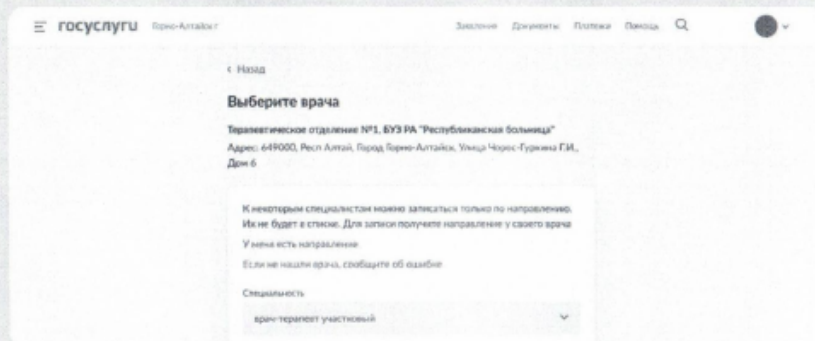 госуслуги Горно-Алтайск Заявления Документы Платежи Помощь
Назад
Выберите врача
Терапевтическое отделение №1, БУЗ РА "Республиканская больница"
Адрес: 649000, Респ Алтай, Город Горно-Алтайск, Улица Чорос-Гуркина Г.И.,
Дом 6
К некоторым специалистам можно записаться только по направлению.
Их не будет в списке. Для записи получите направление у своего врача
У меня есть направление
Если не нашли врача, сообщите об ошибке
Специальность
врач-терапевт участковый